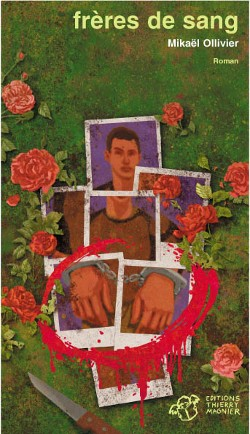 frères de sang
Mikaël Ollivier
Roman
EDITIONS
THIERRY
MAGNIER